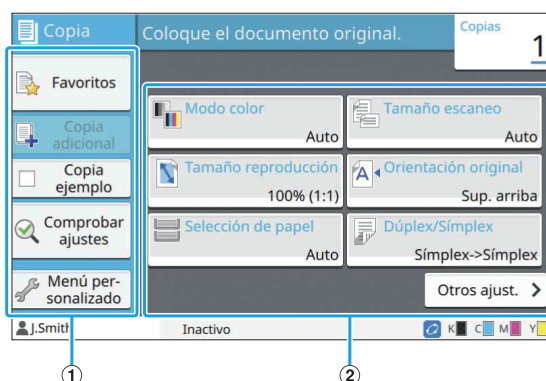 Copia
Coloque el documento original.
Copias
1
Favoritos
Copia
adicional
Copia
ejemplo
Comprobar
ajustes
Menú per-
sonalizado
Modo color
Auto
Tamaño escaneo
Auto
Tamaño reproducción
100% (1:1)
Orientación original
Sup. arriba
Selección de papel
Auto
Dúplex/Símplex
Símplex->Símplex
Otros ajust.
J.Smith
Inactivo
K C M Y
1
2